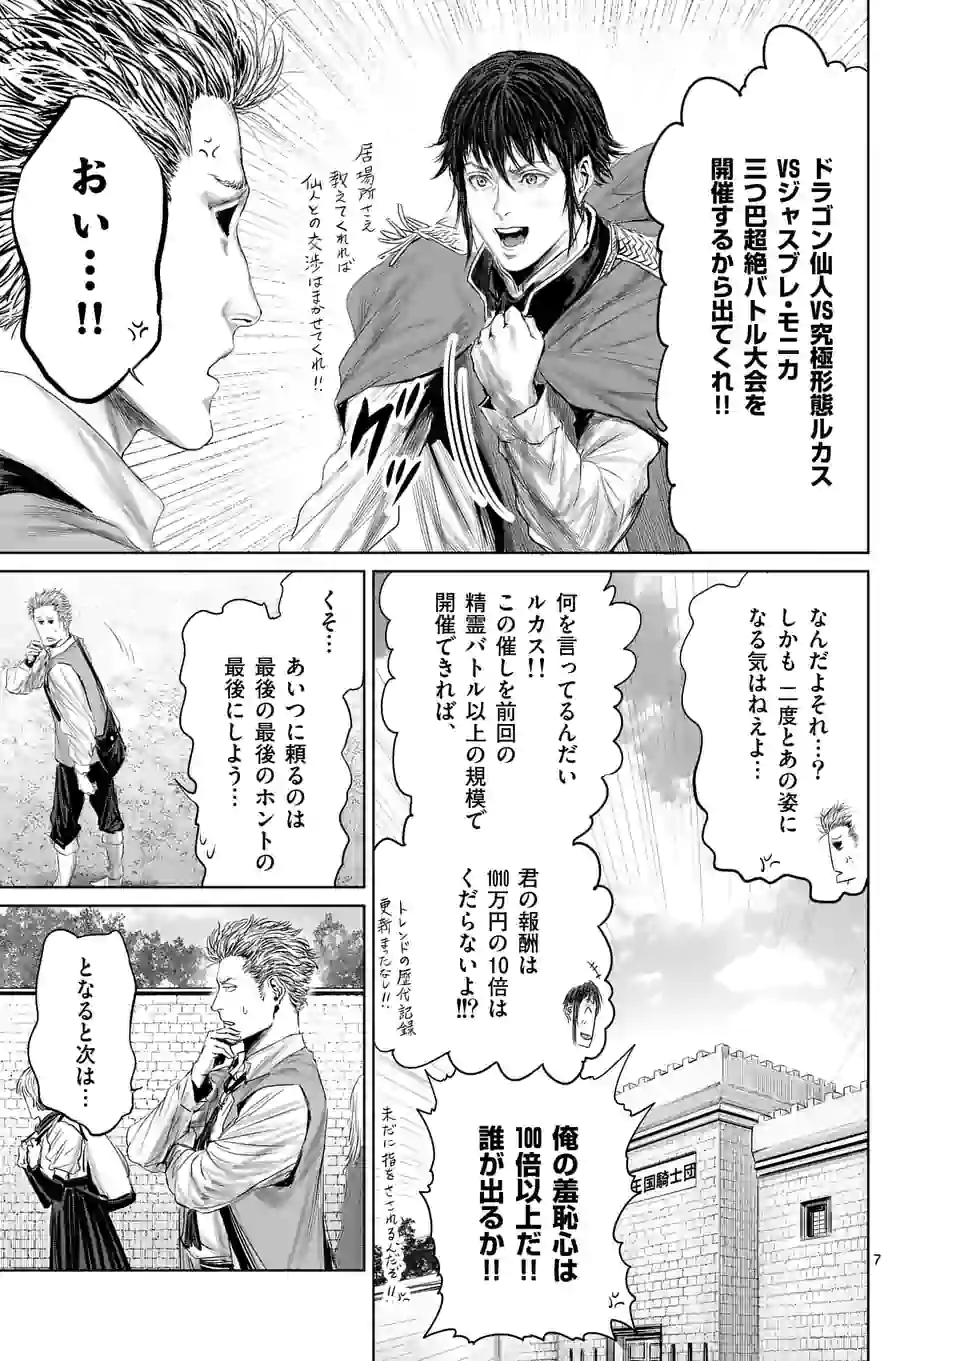 ドラゴン仙人VS究極形態ルカス
VSジャスブレ・モニカ
三つ巴超絶バトル大会を
開催するから出てくれ!!
居場所さえ
教えてくれれば
仙人との交渉はまかせてくれ!!
おい…!!
なんだよそれ…?
しかも 二度とあの姿に
なる気はねえよ…
何を言ってるんだい
ルカス!!
この催しを前回の
精霊バトル以上の規模で
開催できれば、
君の報酬は
1010万円の10倍は
くだらないよ!!?
トレンドの歴代記録
更新まったなし!!
俺の羞恥心は
100倍以上だ!!
誰が出るか!!
未だに指をさされるんだぞ!!
王国騎士団
くそ…
あいつに頼るのは
最後の最後のホントの
最後にしよう…
となると次は…
7